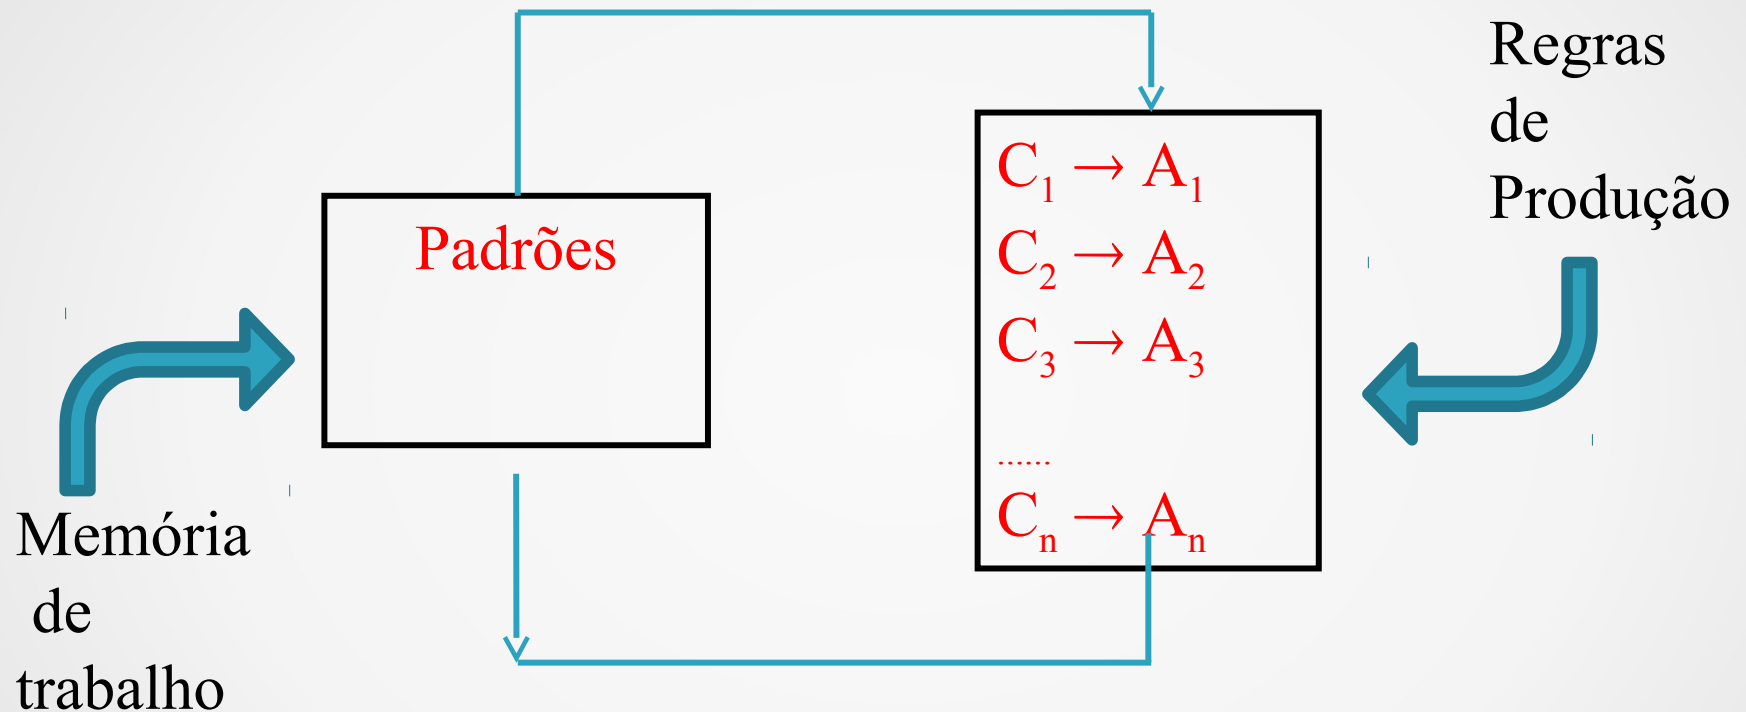 Regras
de
Produção
Padrões
C₁ → A₁
C₂ → A₂
C₃ → A₃
......
Cₙ → Aₙ
Memória
de
trabalho